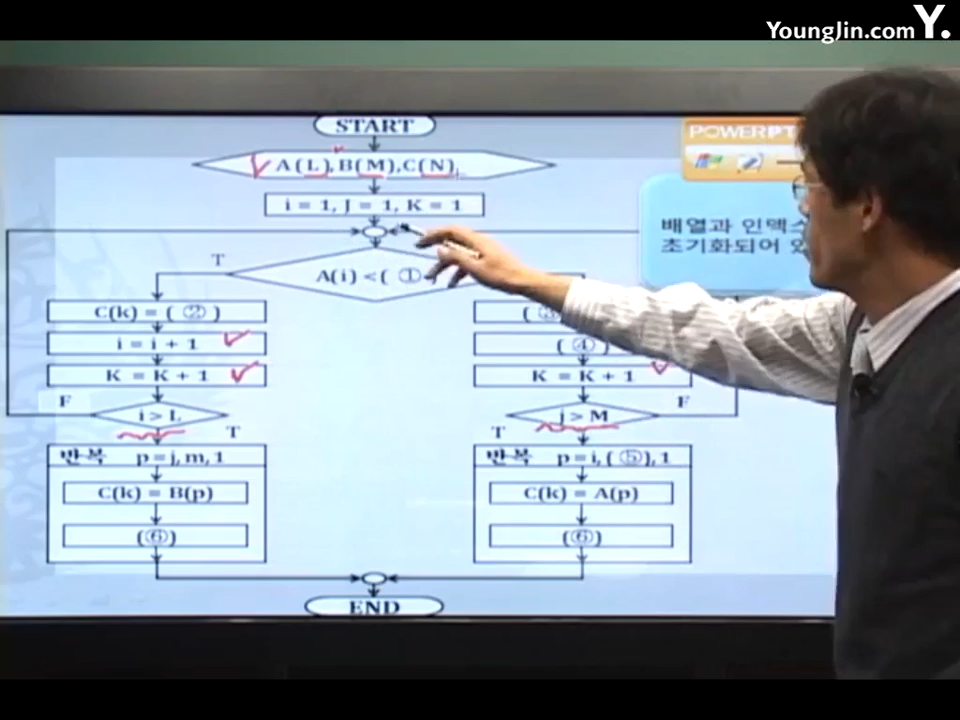 YoungJin.com Y.
START
POWERPT
A(L), B(M), C(N),
i = 1, J = 1, K = 1
배열과 인덱스
초기화되어 있
T
A(i) < ( ①
C(k) = ( ② )
( ③
i = i + 1
( ④ )
K = K + 1
K = K + 1
F
i > L
j > M
F
T
T
반복 p = j, m, 1
반복 p = i, ( ⑤ ), 1
C(k) = B(p)
C(k) = A(p)
(⑥)
(⑥)
END